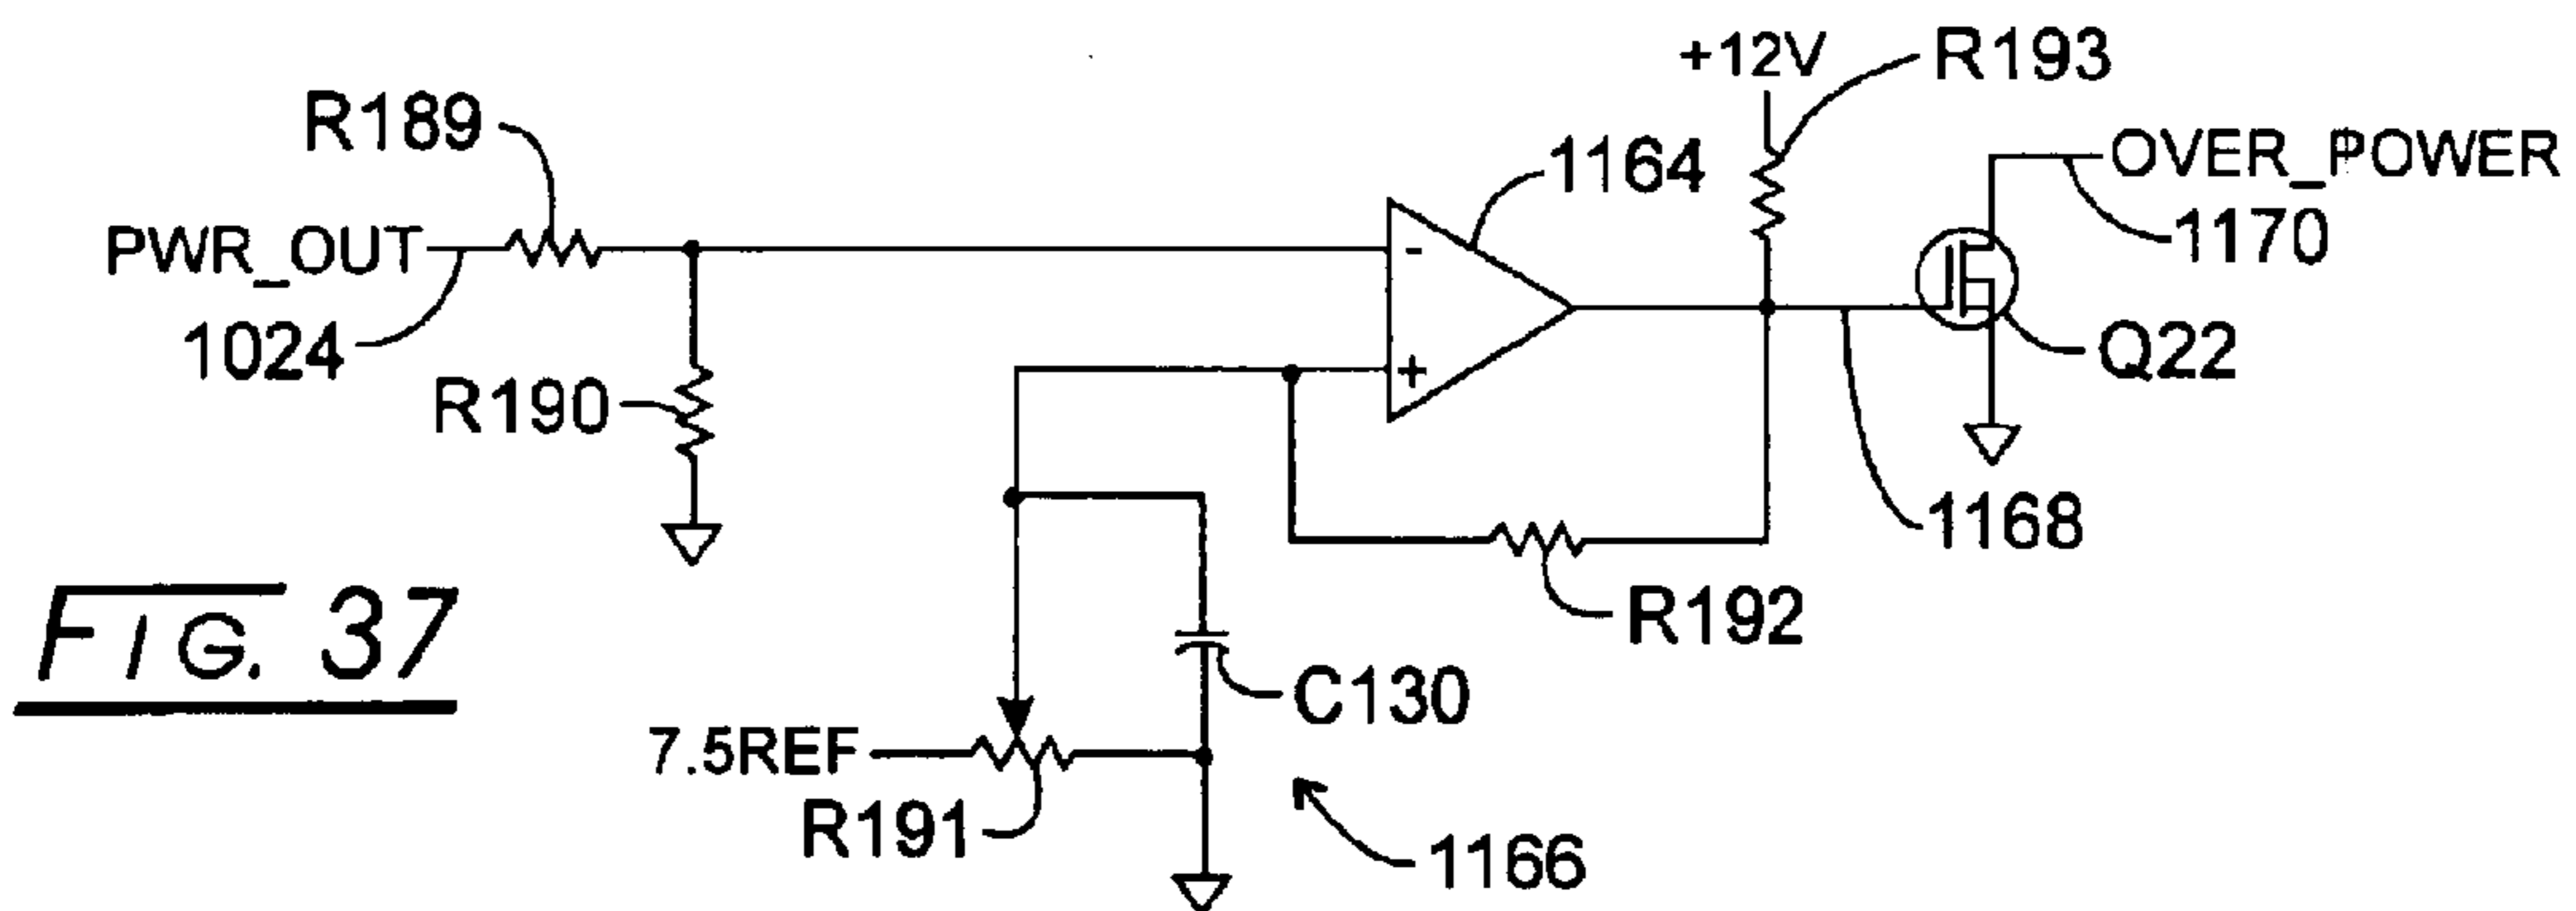 +12V
R193
R189
1164
OVER_POWER
PWR_OUT
1170
1024
Q22
R190
1168
FIG. 37
R192
C130
7.5REF
R191
1166
-
+